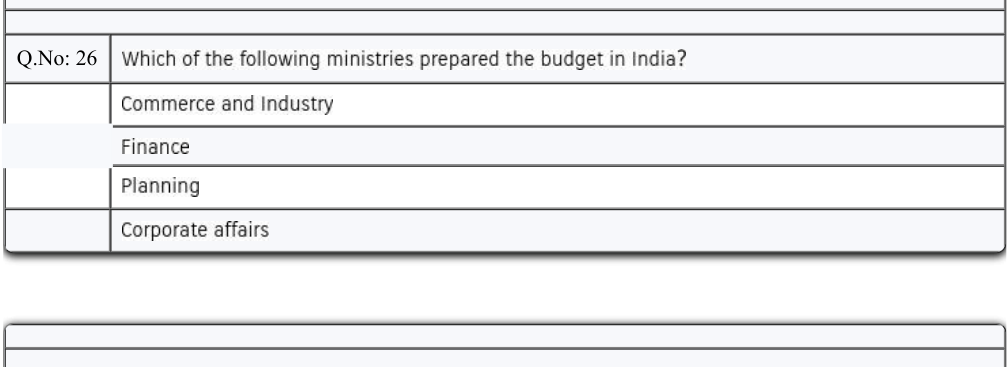 Q.No: 26 Which of the following ministries prepared the budget in India?
Commerce and Industry
Finance
Planning
Corporate affairs